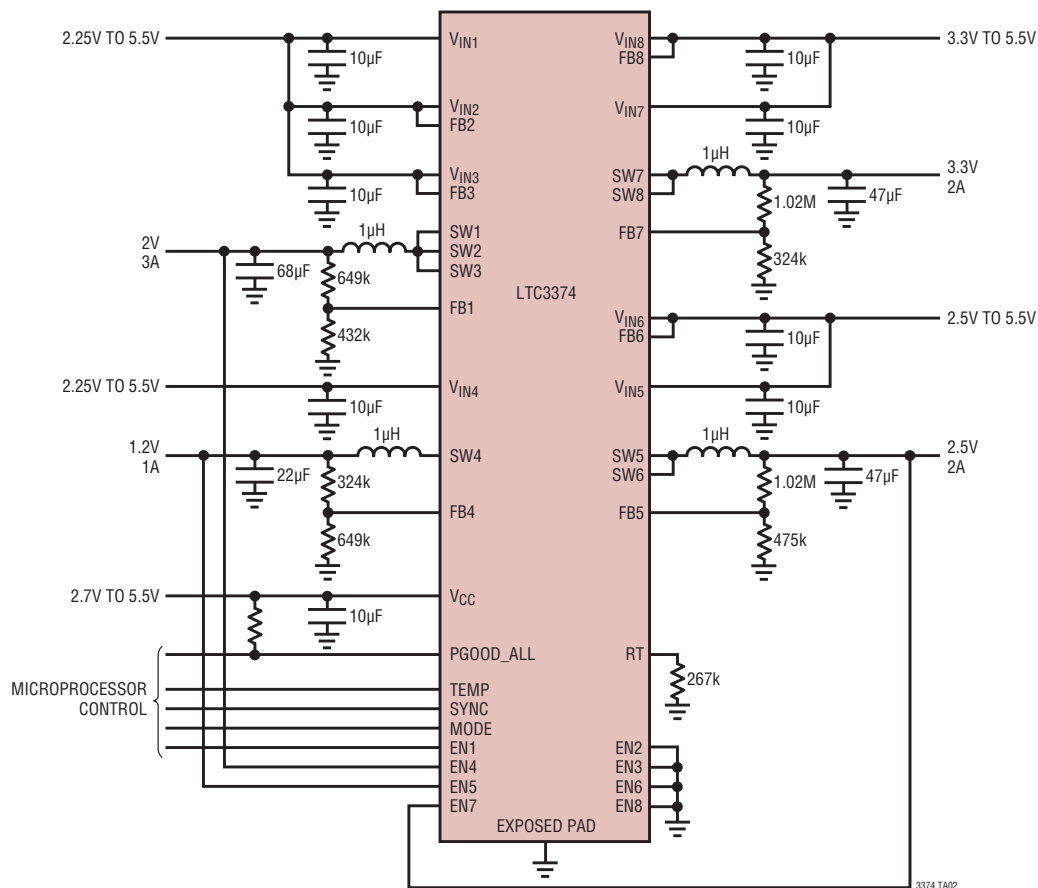 2.25V TO 5.5V
10µF
10µF
10µF
VIN1
VIN2
FB2
VIN3
FB3
2V
3A
1µH
68µF
649k
432k
SW1
SW2
SW3
FB1
2.25V TO 5.5V
10µF
VIN4
1.2V
1A
1µH
22µF
324k
649k
SW4
FB4
2.7V TO 5.5V
10µF
VCC
MICROPROCESSOR
CONTROL
PGOOD_ALL
TEMP
SYNC
MODE
EN1
EN4
EN5
EN7
LTC3374
EXPOSED PAD
VIN8
FB8
10µF
3.3V TO 5.5V
VIN7
10µF
SW7
SW8
1µH
3.3V
2A
1.02M
47µF
FB7
324k
VIN6
FB6
10µF
2.5V TO 5.5V
VIN5
10µF
SW5
SW6
1µH
2.5V
2A
1.02M
47µF
FB5
475k
RT
267k
EN2
EN3
EN6
EN8
3374 TA02